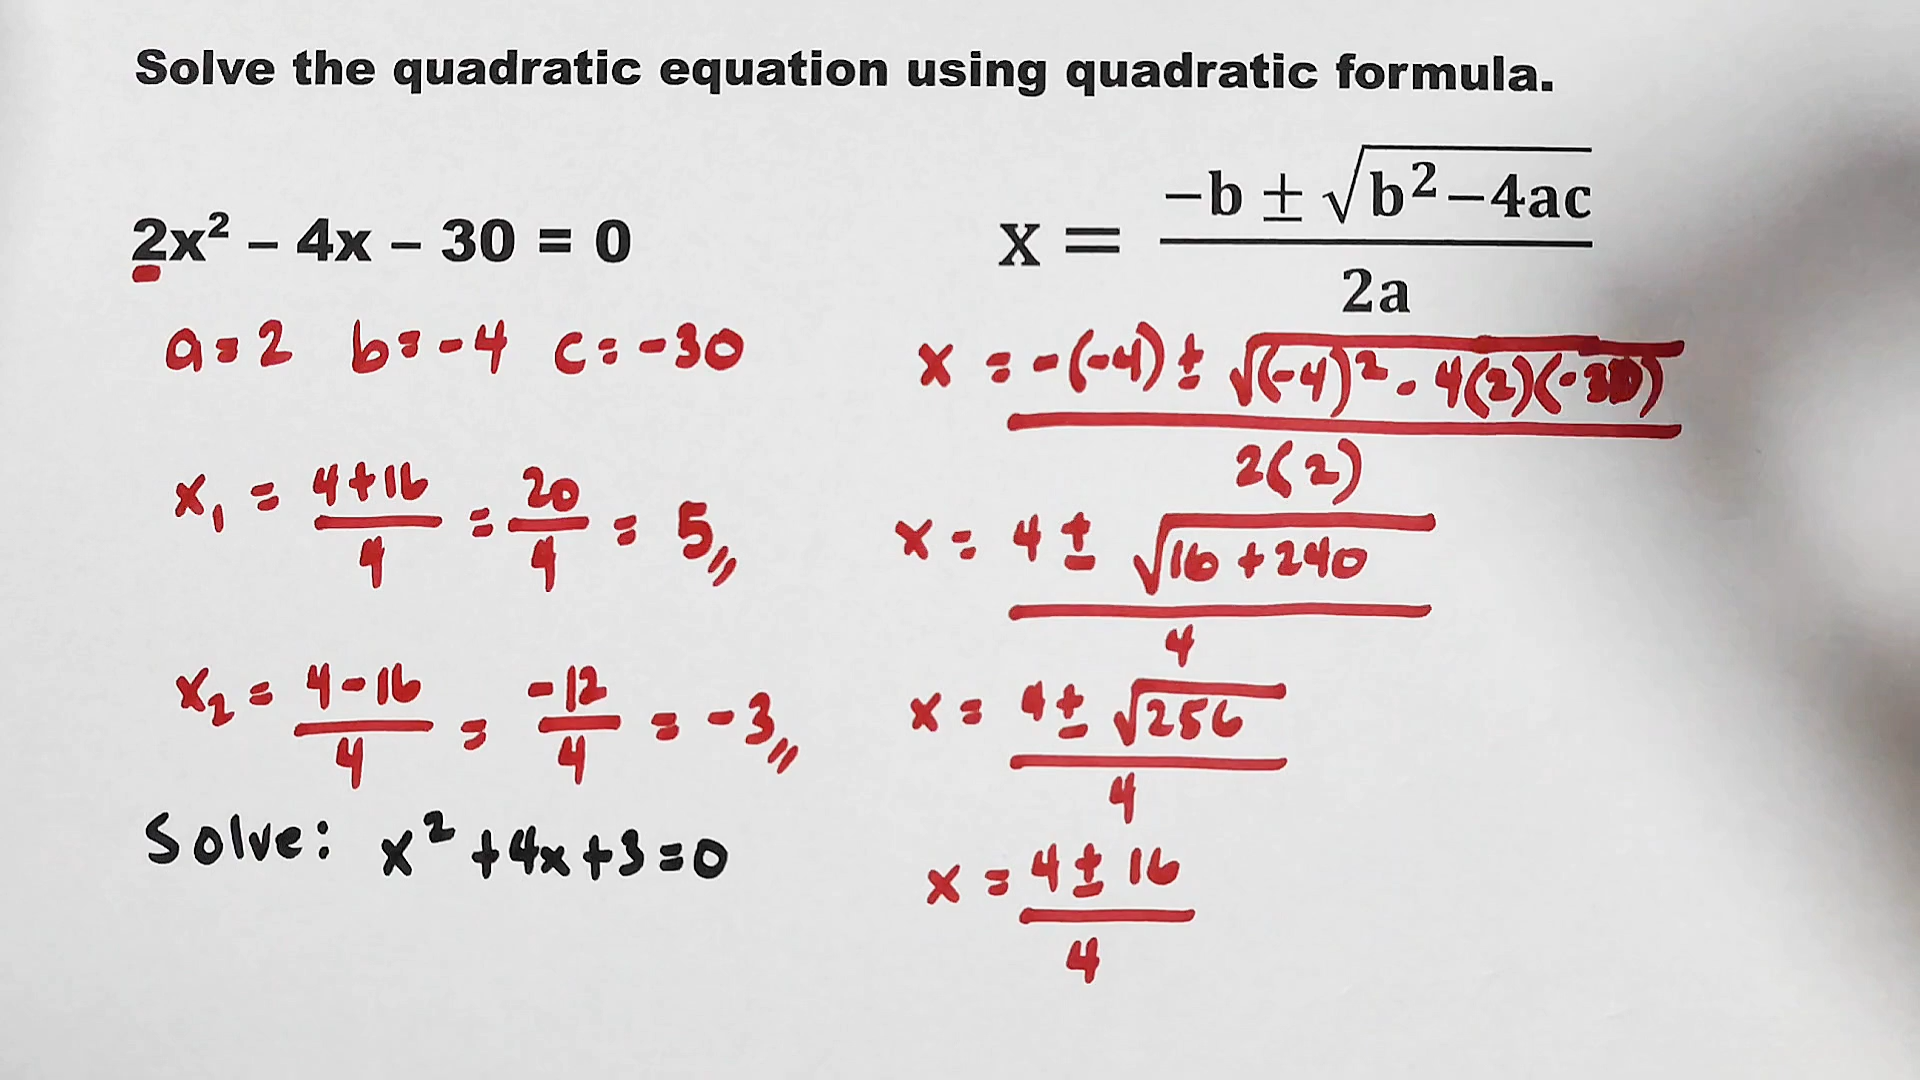 Solve the quadratic equation using quadratic formula.
2x² – 4x – 30 = 0
a = 2 b = -4 c = -30
x₁ = (4+16)/4 = 20/4 = 5
x₂ = (4-16)/4 = -12/4 = -3
Solve: x² + 4x + 3 = 0
x = (−b ± √(b²−4ac))/2a
x = (-(-4) ± √((-4)² - 4(2)(-30)))/2(2)
x = (4 ± √(16 + 240))/4
x = (4 ± √256)/4
x = (4 ± 16)/4